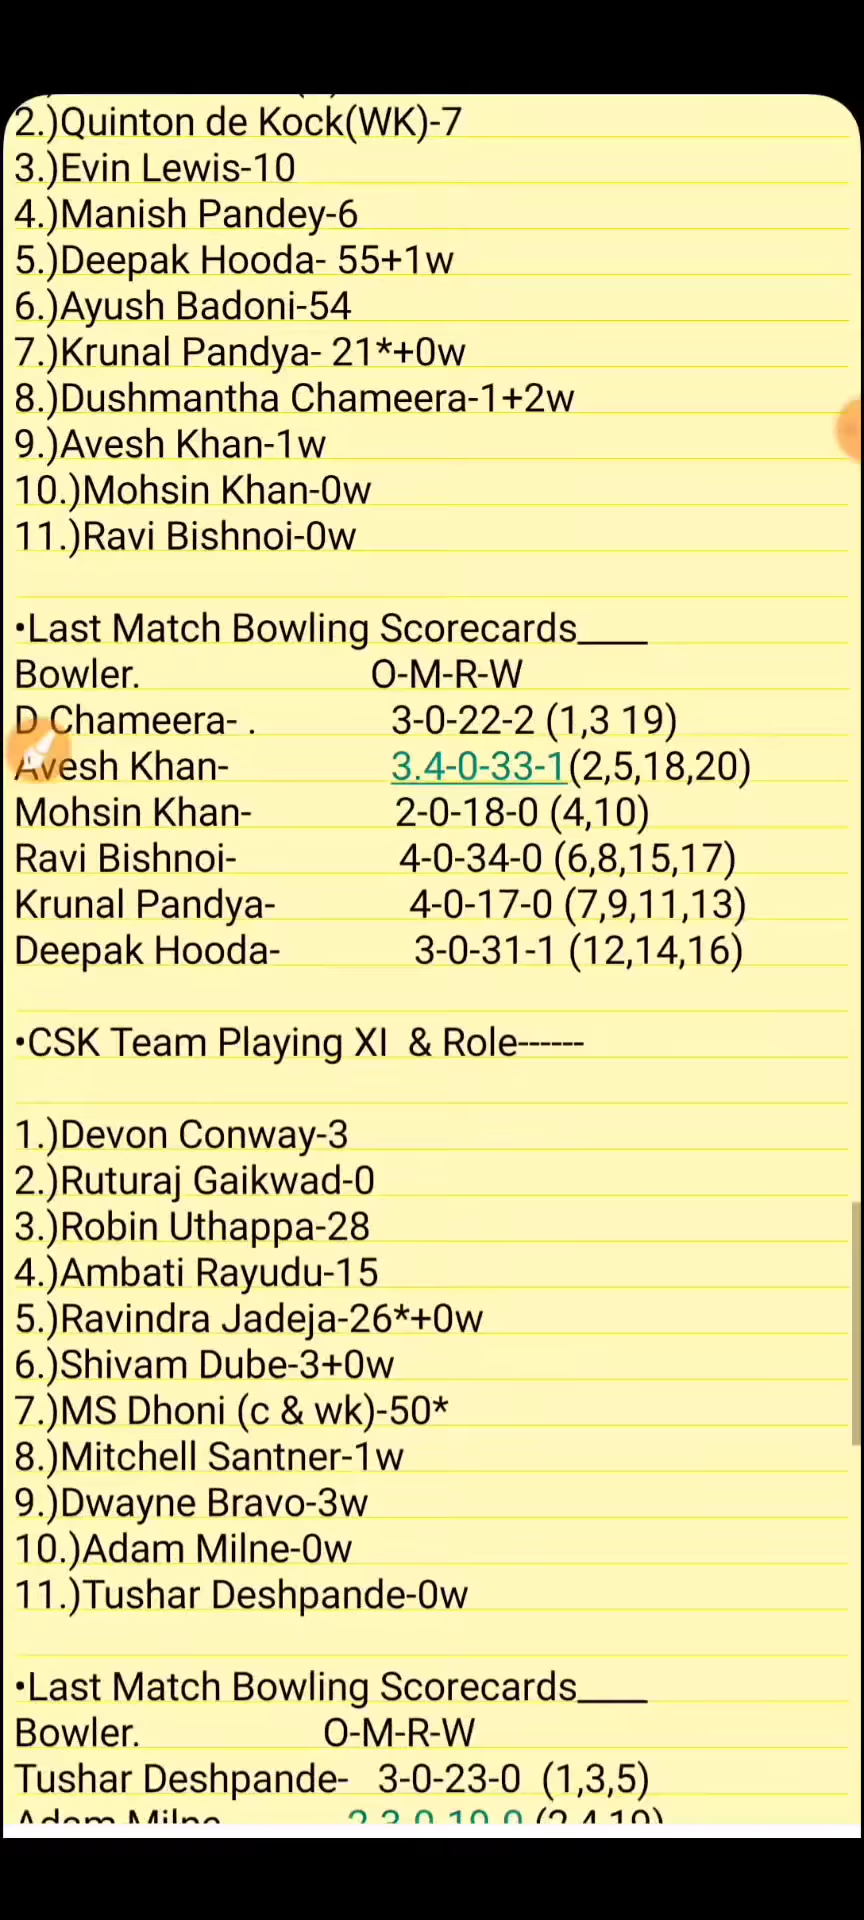 2.)Quinton de Kock(WK)-7
3.)Evin Lewis-10
4.)Manish Pandey-6
5.)Deepak Hooda- 55+1w
6.)Ayush Badoni-54
7.)Krunal Pandya- 21*+0w
8.)Dushmantha Chameera-1+2w
9.)Avesh Khan-1w
10.)Mohsin Khan-0w
11.)Ravi Bishnoi-0w
•Last Match Bowling Scorecards____
Bowler. O-M-R-W
D Chameera- . 3-0-22-2 (1,3 19)
Avesh Khan- 3.4-0-33-1(2,5,18,20)
Mohsin Khan- 2-0-18-0 (4,10)
Ravi Bishnoi- 4-0-34-0 (6,8,15,17)
Krunal Pandya- 4-0-17-0 (7,9,11,13)
Deepak Hooda- 3-0-31-1 (12,14,16)
•CSK Team Playing XI & Role------
1.)Devon Conway-3
2.)Ruturaj Gaikwad-0
3.)Robin Uthappa-28
4.)Ambati Rayudu-15
5.)Ravindra Jadeja-26*+0w
6.)Shivam Dube-3+0w
7.)MS Dhoni (c & wk)-50*
8.)Mitchell Santner-1w
9.)Dwayne Bravo-3w
10.)Adam Milne-0w
11.)Tushar Deshpande-0w
•Last Match Bowling Scorecards____
Bowler. O-M-R-W
Tushar Deshpande- 3-0-23-0 (1,3,5)
Adam Milne